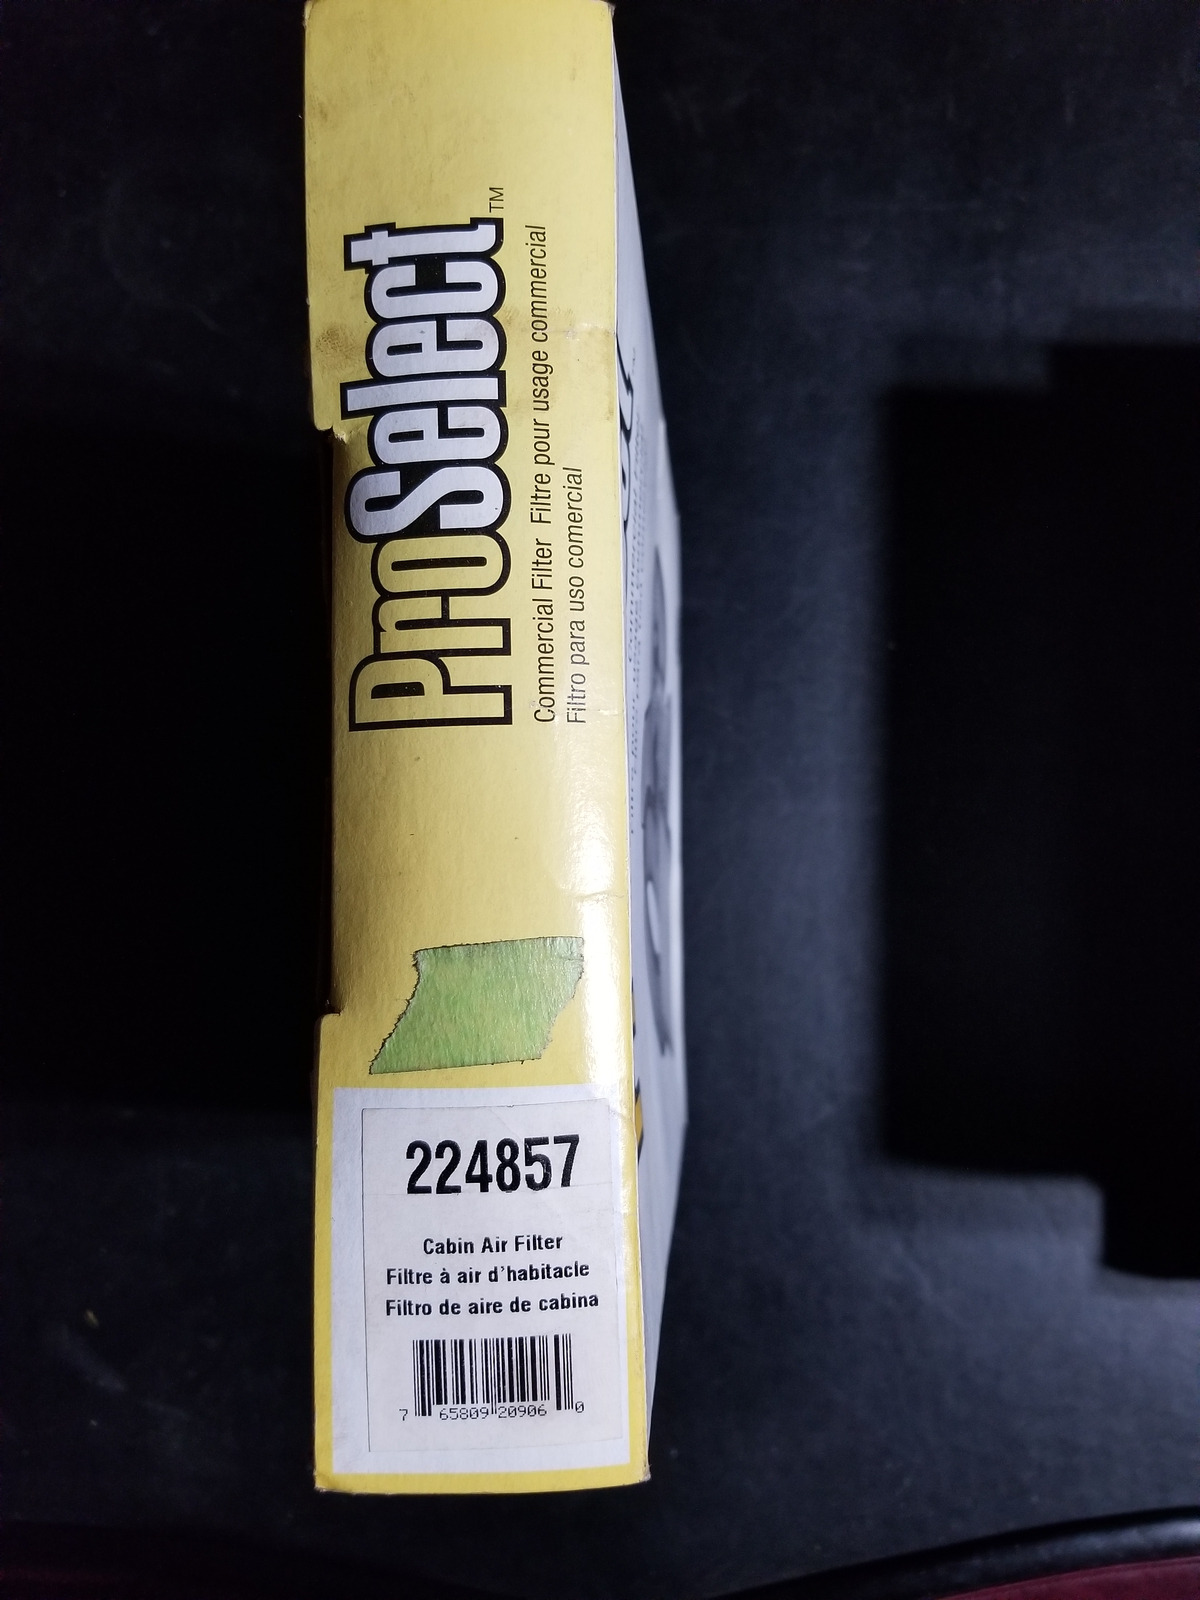 ProSelect™
Commercial Filter Filtre pour usage commercial
Filtro para uso comercial
224857
Cabin Air Filter
Filtre à air d'habitacle
Filtro de aire de cabina
7 65809 20906 0